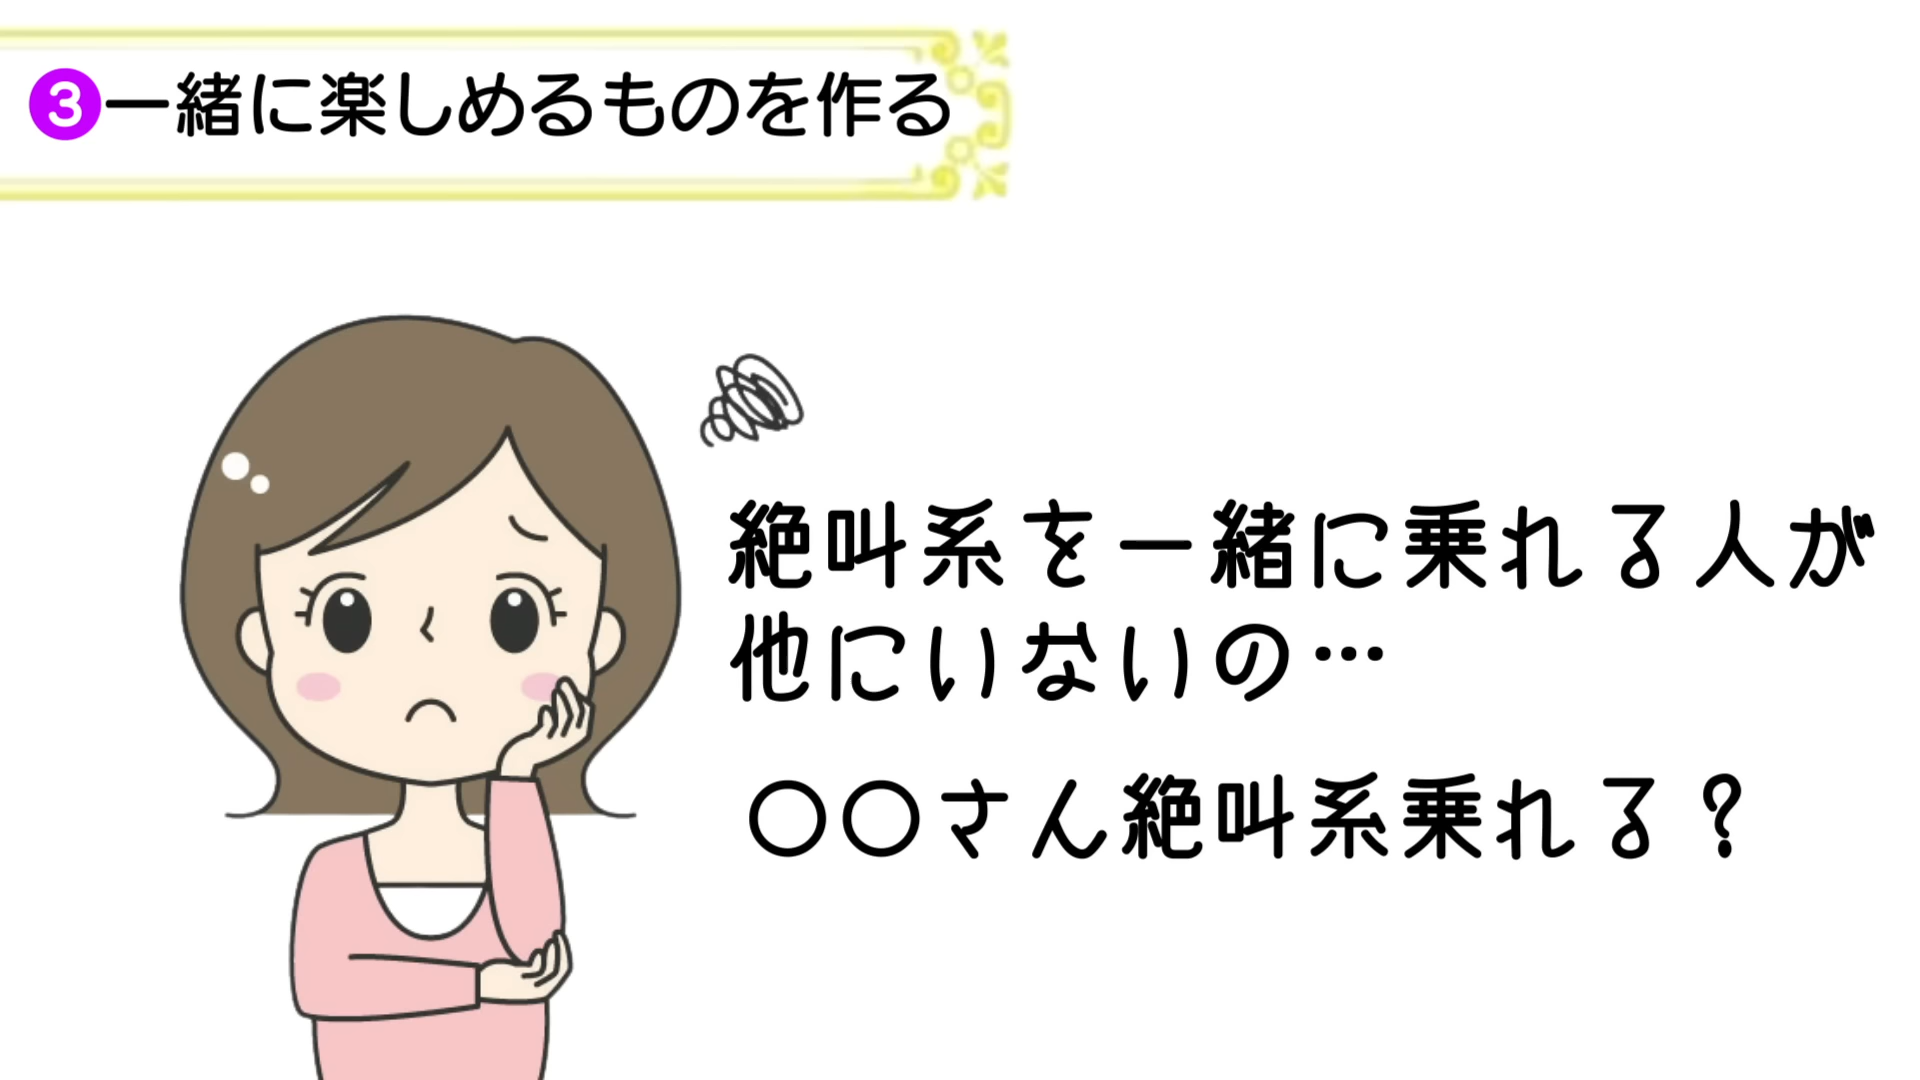 ❸一緒に楽しめるものを作る
絶叫系を一緒に乗れる人が
他にいないの…
〇〇さん絶叫系乗れる？